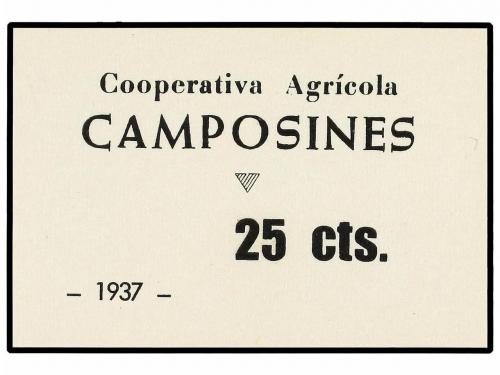 Cooperativa Agrícola
CAMPOSINES
25 cts.
– 1937 –